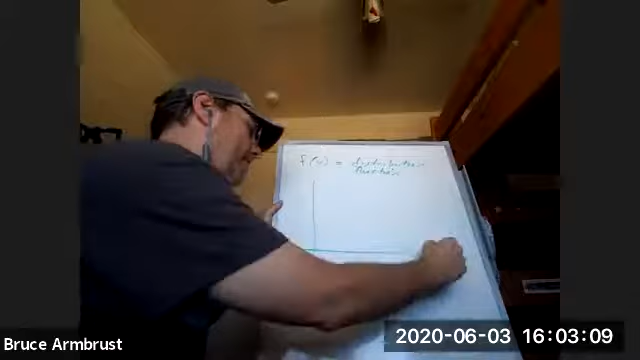 f(v) = distribution
function
Bruce Armbrust
2020-06-03 16:03:09